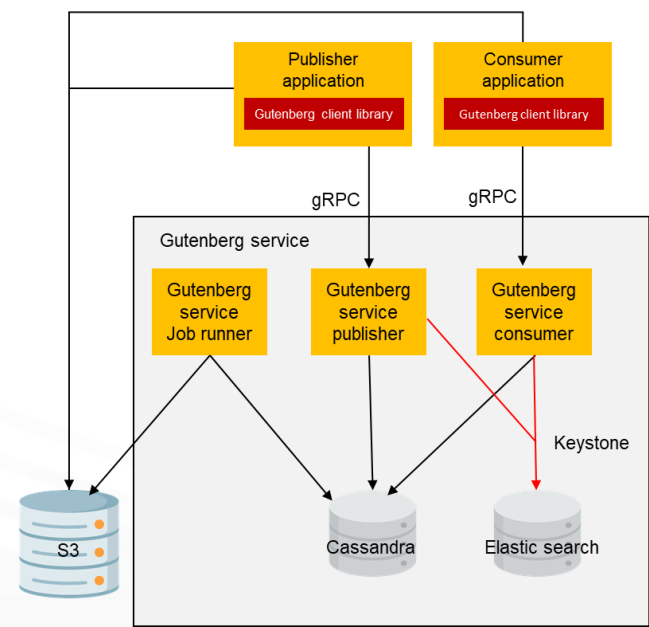 Publisher
application
Gutenberg client library
Consumer
application
Gutenberg client library
gRPC
gRPC
Gutenberg service
Gutenberg
service
Job runner
Gutenberg
service
publisher
Gutenberg
service
consumer
Keystone
S3
Cassandra
Elastic search